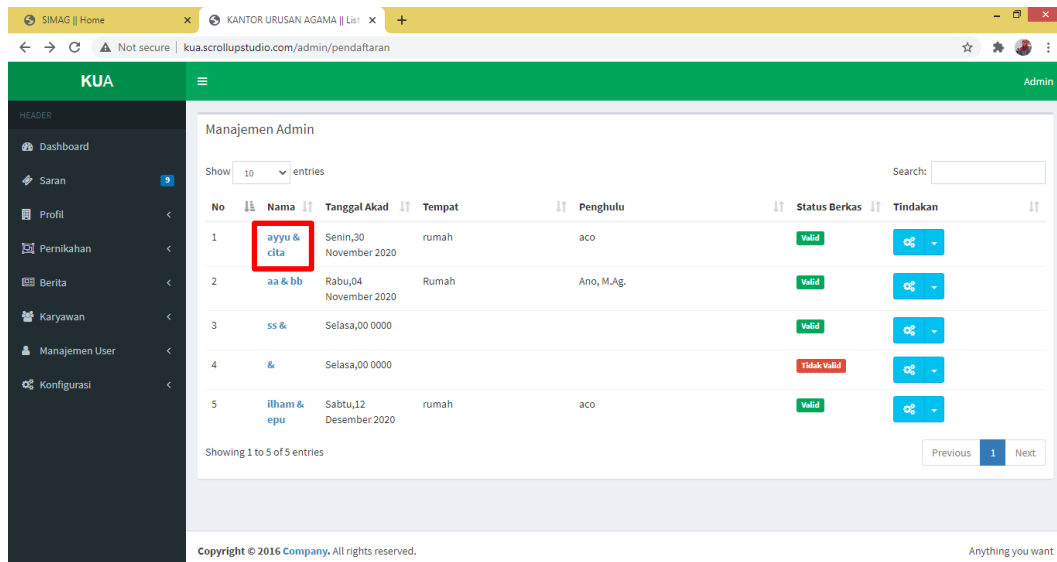 SIMAG || Home
KANTOR URUSAN AGAMA || List
Not secure | kua.scrollupstudio.com/admin/pendaftaran
KUA
Admin
HEADER
Dashboard
Saran 9
Profil
Pernikahan
Berita
Karyawan
Manajemen User
Konfigurasi
Manajemen Admin
Show 10 entries Search:
No Nama Tanggal Akad Tempat Penghulu Status Berkas Tindakan
1 ayyu & Senin,30 rumah aco Valid
cita November 2020
2 aa & bb Rabu,04 Rumah Ano, M.Ag. Valid
November 2020
3 ss & Selasa,00 0000 Valid
4 & Selasa,00 0000 Tidak Valid
5 ilham & Sabtu,12 rumah aco Valid
epu Desember 2020
Showing 1 to 5 of 5 entries Previous 1 Next
Copyright © 2016 Company. All rights reserved. Anything you want